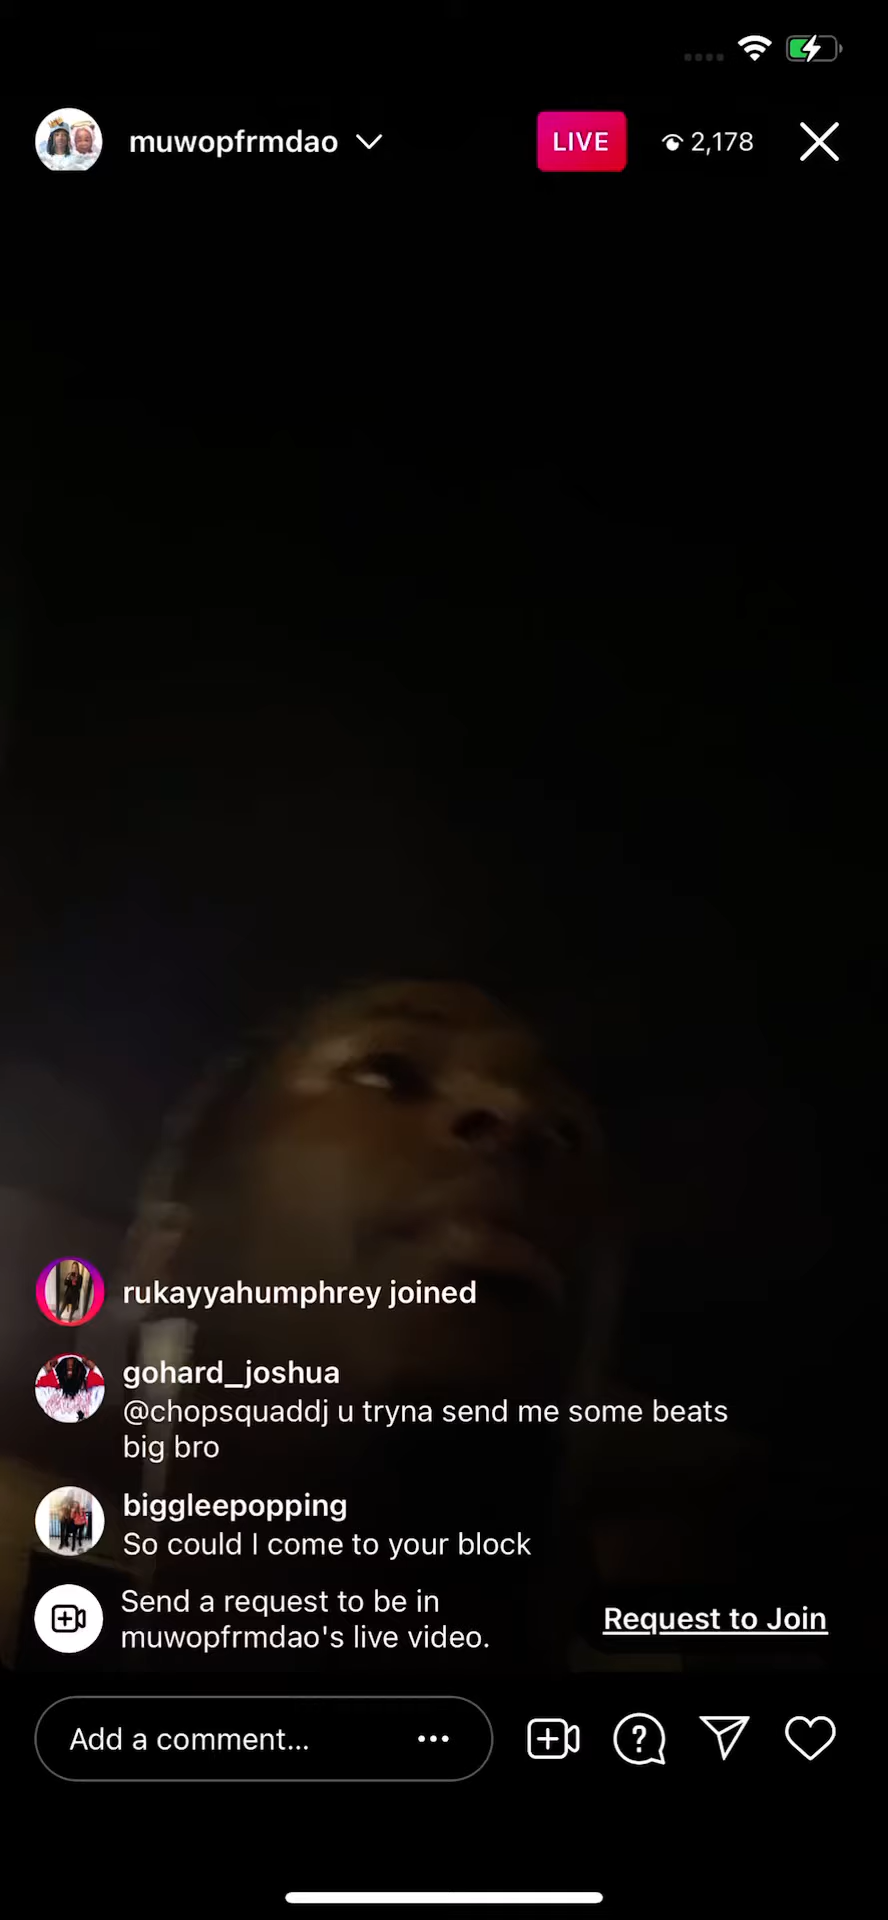 muwopfrmdao
LIVE
2,178
rukayyahumphrey joined
gohard_joshua
@chopsquaddj u tryna send me some beats
big bro
biggleepopping
So could I come to your block
Send a request to be in
muwopfrmdao's live video.
Request to Join
Add a comment...